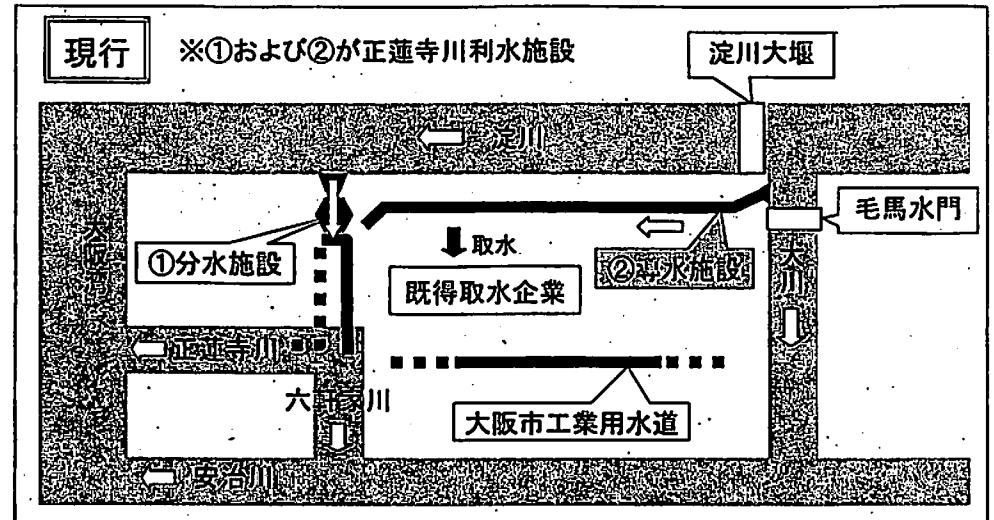 現行
※①および②が正蓮寺川利水施設
淀川大堰
淀川
毛馬水門
大阪湾
①分水施設
取水
②導水施設
大川
既得取水企業
正蓮寺川
六軒家川
大阪市工業用水道
安治川